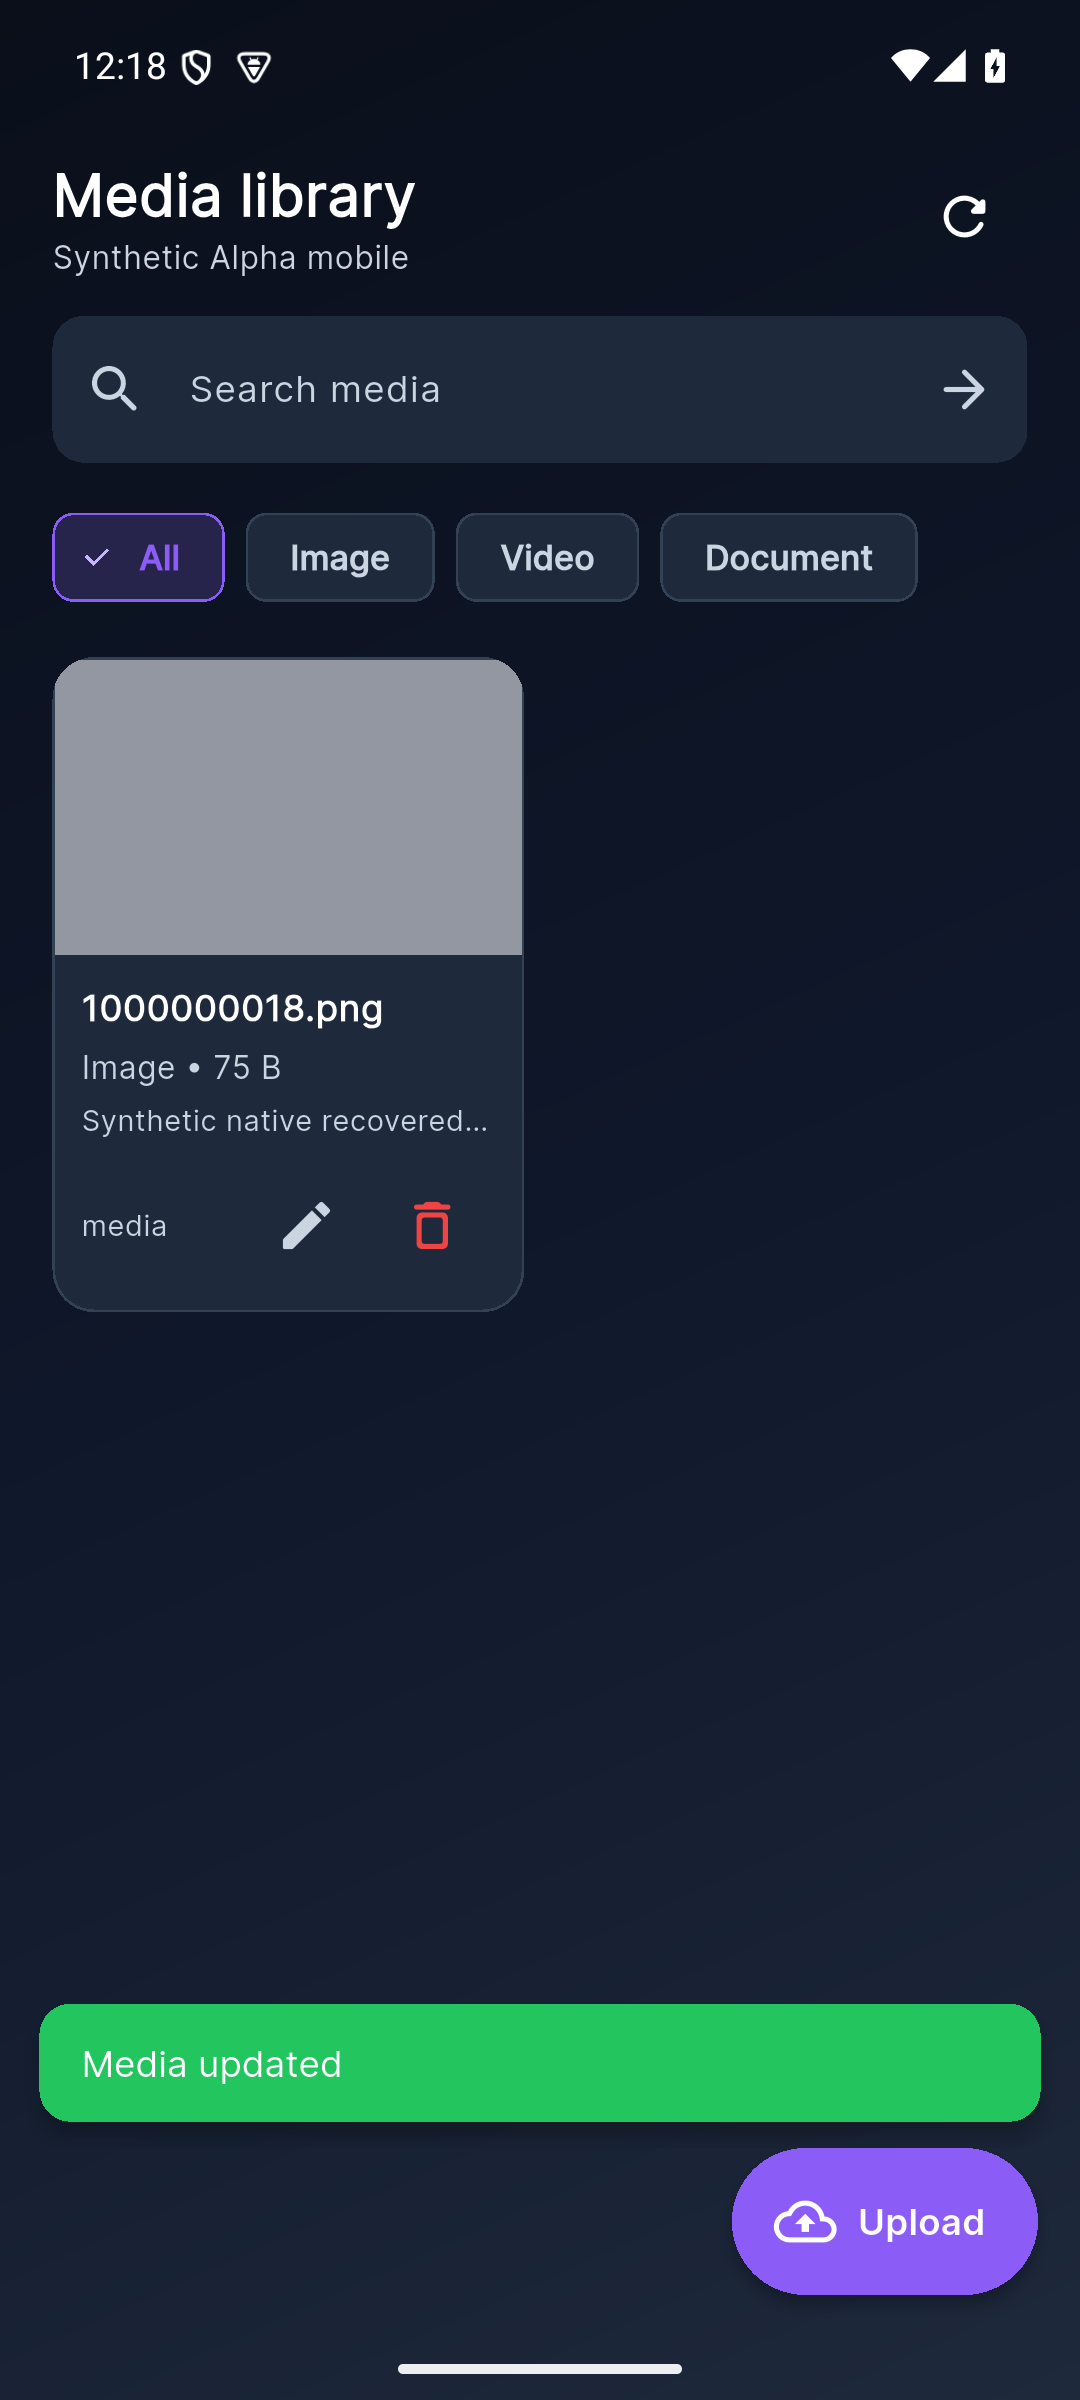 12:18
Media library
Synthetic Alpha mobile
Search media
All
Image
Video
Document
1000000018.png
Image • 75 B
Synthetic native recovered...
media
Media updated
Upload